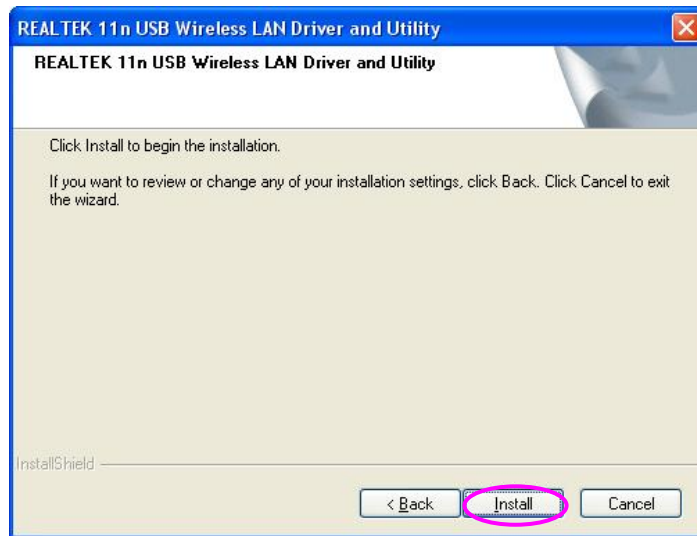 REALTEK 11n USB Wireless LAN Driver and Utility
REALTEK 11n USB Wireless LAN Driver and Utility
Click Install to begin the installation.
If you want to review or change any of your installation settings, click Back. Click Cancel to exit
the wizard.
InstallShield
< Back Install Cancel